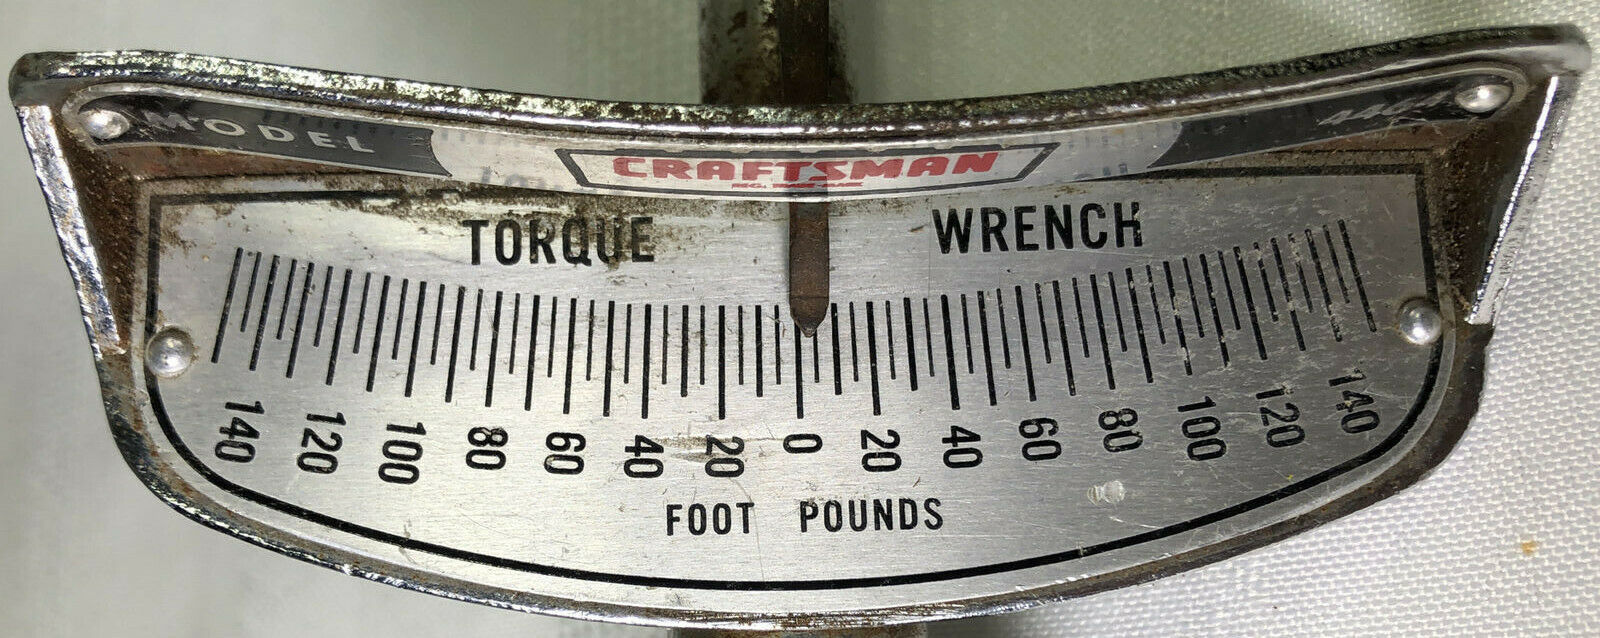 MODEL
CRAFTSMAN
TORQUE WRENCH
140 120 100 80 60 40 20 0 20 40 60 80 100 120 140
FOOT POUNDS